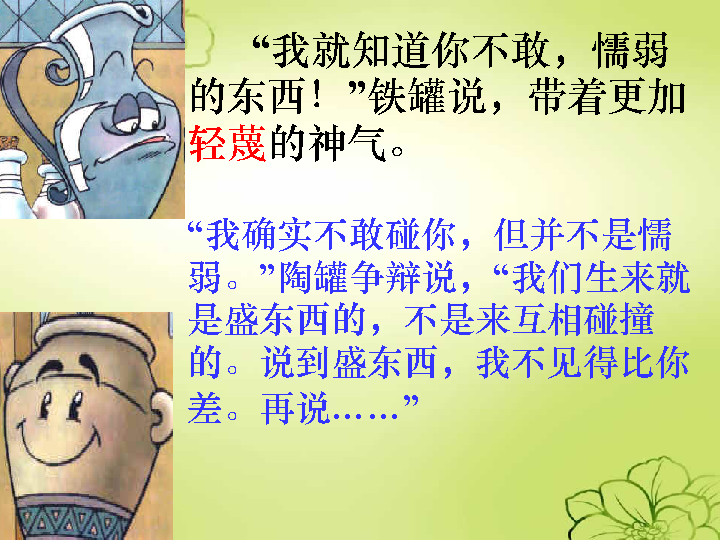 “我就知道你不敢，懦弱
的东西！”铁罐说，带着更加
轻蔑的神气。
“我确实不敢碰你，但并不是懦
弱。”陶罐争辩说，“我们生来就
是盛东西的，不是来互相碰撞
的。说到盛东西，我不见得比你
差。再说……”